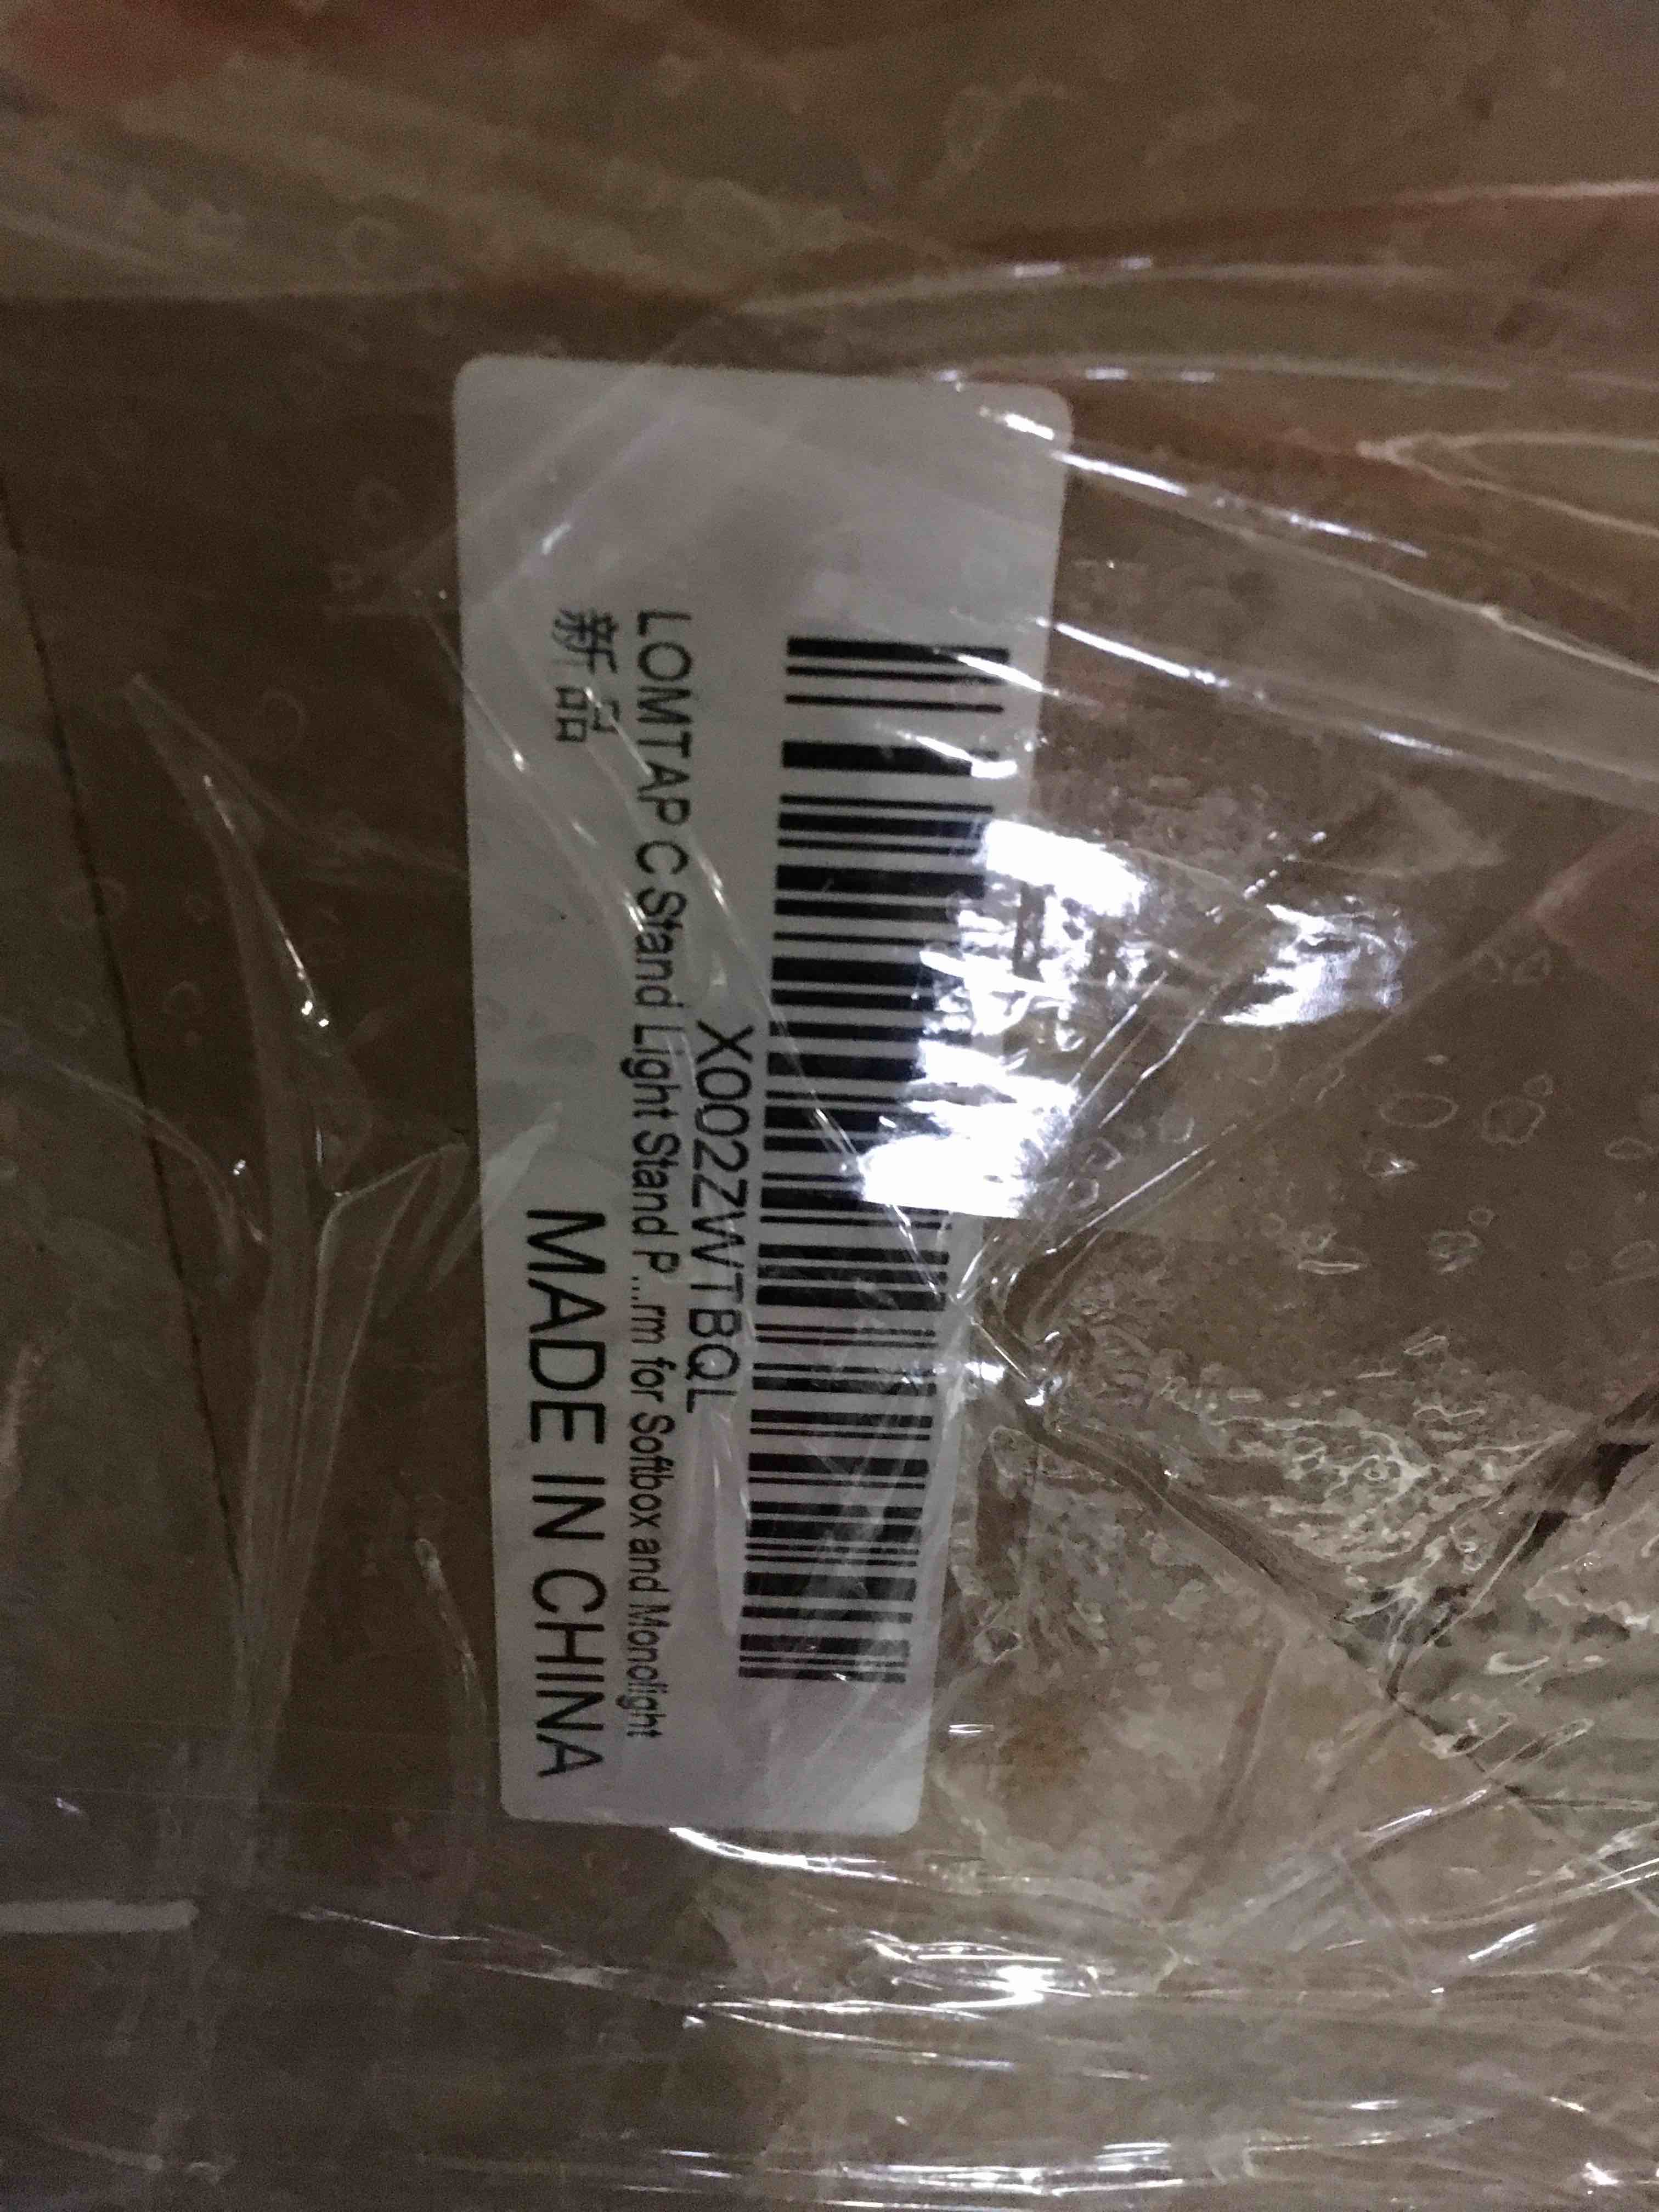 X002ZWTBQL
LOMTAP C Stand Light Stand P...rm for Softbox and Monolight
新品
MADE IN CHINA